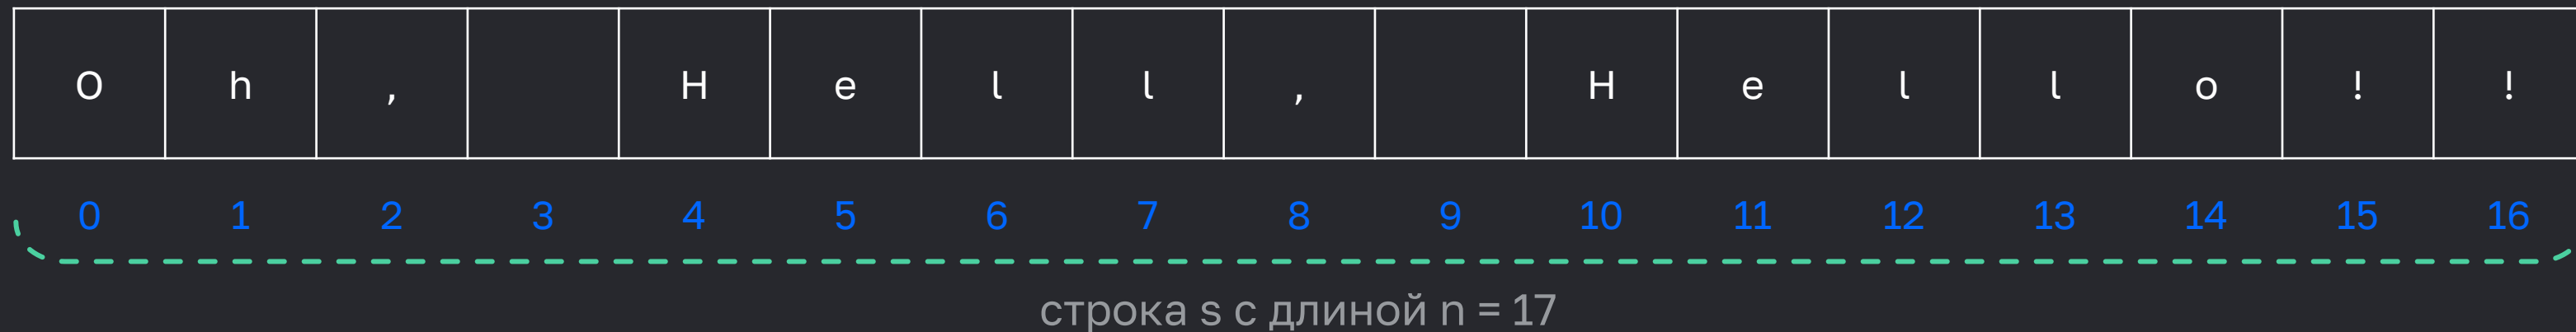 O h , H e l l , H e l l o ! !
0 1 2 3 4 5 6 7 8 9 10 11 12 13 14 15 16
строка s с длиной n = 17